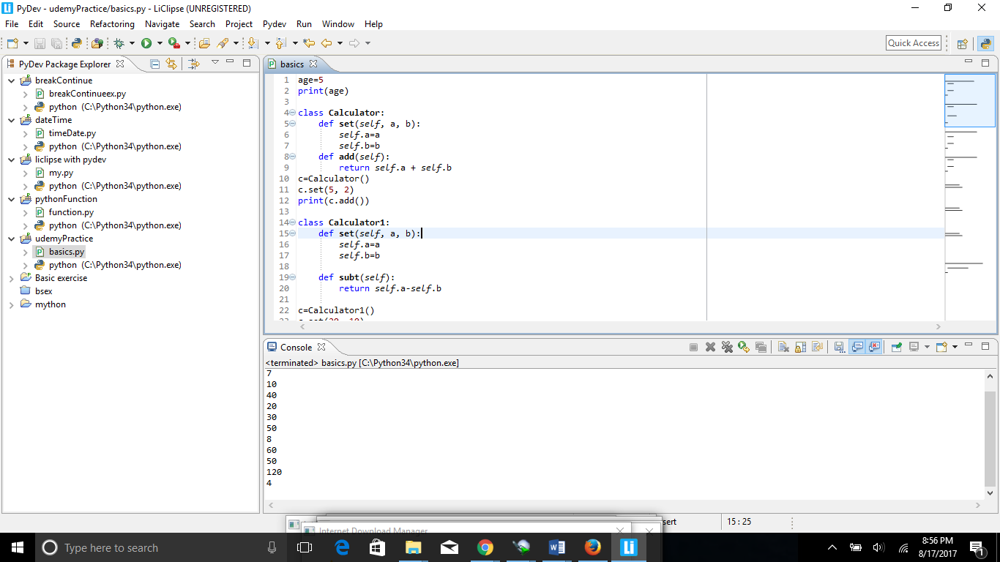 PyDev - udemyPractice/basics.py - LiClipse (UNREGISTERED)
File Edit Source Refactoring Navigate Search Project Pydev Run Window Help
Quick Access
PyDev Package Explorer
breakContinue
breakContinueex.py
python (C:\Python34\python.exe)
dateTime
timeDate.py
python (C:\Python34\python.exe)
liclipse with pydev
my.py
python (C:\Python34\python.exe)
pythonFunction
function.py
python (C:\Python34\python.exe)
udemyPractice
basics.py
python (C:\Python34\python.exe)
Basic exercise
bsex
mython
basics
1 age=5
2 print(age)
3
4 class Calculator:
5 def set(self, a, b):
6 self.a=a
7 self.b=b
8 def add(self):
9 return self.a + self.b
10 c=Calculator()
11 c.set(5, 2)
12 print(c.add())
13
14 class Calculator1:
15 def set(self, a, b):
16 self.a=a
17 self.b=b
18
19 def subt(self):
20 return self.a-self.b
21
22 c=Calculator1()
Console
<terminated> basics.py [C:\Python34\python.exe]
7
10
40
20
30
50
8
60
50
120
4
15 : 25
Internet Download Manager
Type here to search
Li
8:56 PM
8/17/2017
1